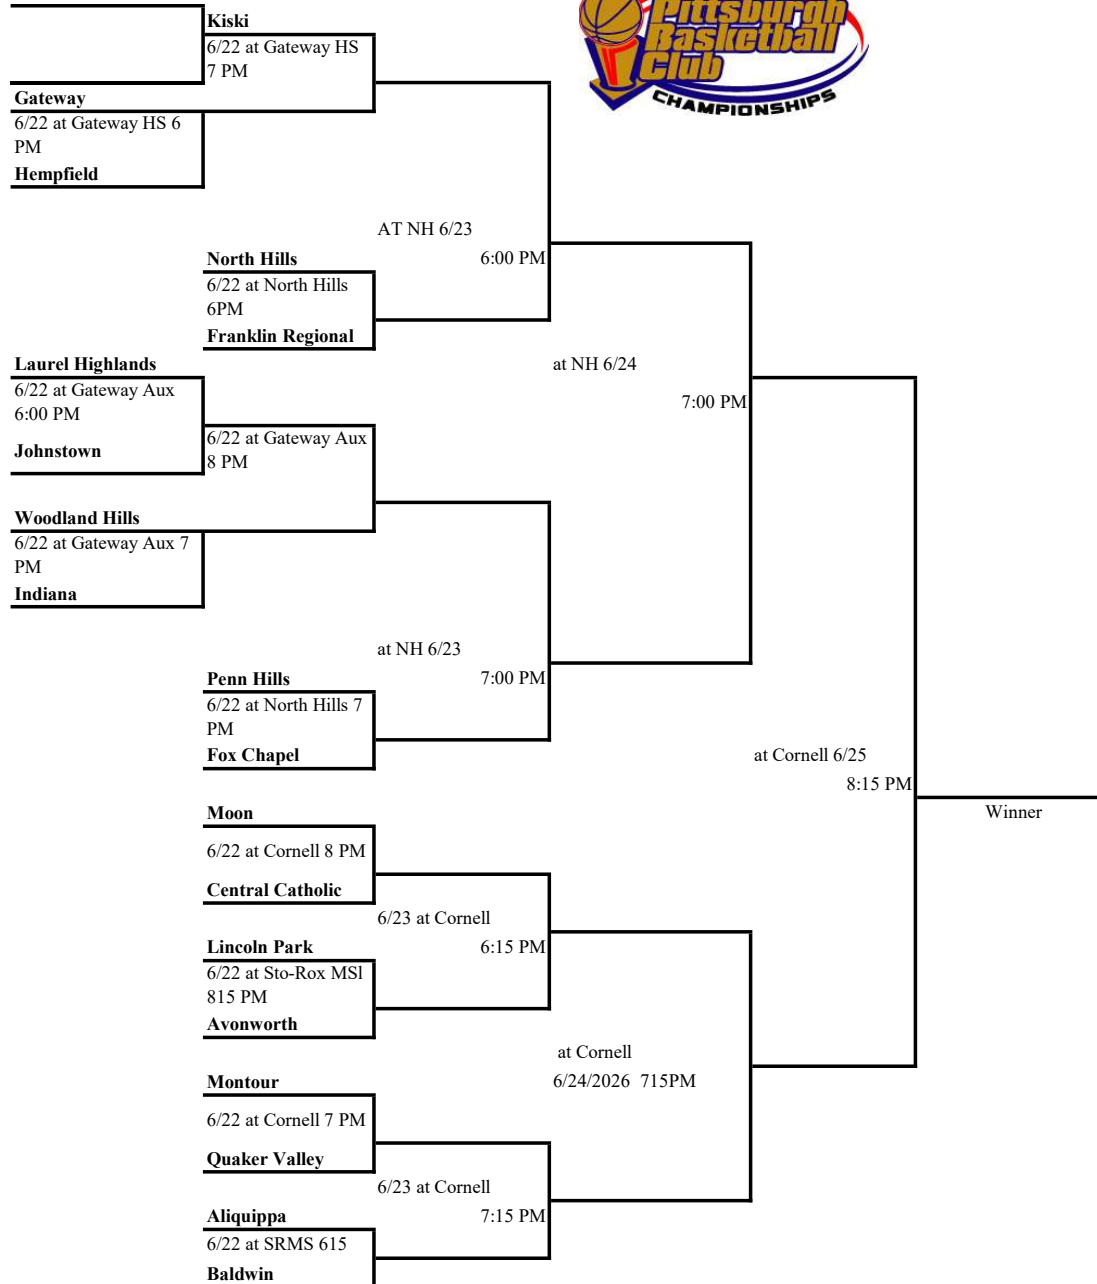 Pittsburgh
Basketball
Club
CHAMPIONSHIPS
Kiski
6/22 at Gateway HS
7 PM
Gateway
6/22 at Gateway HS 6
PM
Hempfield
AT NH 6/23
6:00 PM
North Hills
6/22 at North Hills
6PM
Franklin Regional
Laurel Highlands
6/22 at Gateway Aux
6:00 PM
Johnstown
at NH 6/24
7:00 PM
6/22 at Gateway Aux
8 PM
Woodland Hills
6/22 at Gateway Aux 7
PM
Indiana
at NH 6/23
7:00 PM
Penn Hills
6/22 at North Hills 7
PM
Fox Chapel
at Cornell 6/25
8:15 PM
Winner
Moon
6/22 at Cornell 8 PM
Central Catholic
6/23 at Cornell
6:15 PM
Lincoln Park
6/22 at Sto-Rox MSl
815 PM
Avonworth
at Cornell
6/24/2026  715PM
Montour
6/22 at Cornell 7 PM
Quaker Valley
6/23 at Cornell
7:15 PM
Aliquippa
6/22 at SRMS 615
Baldwin